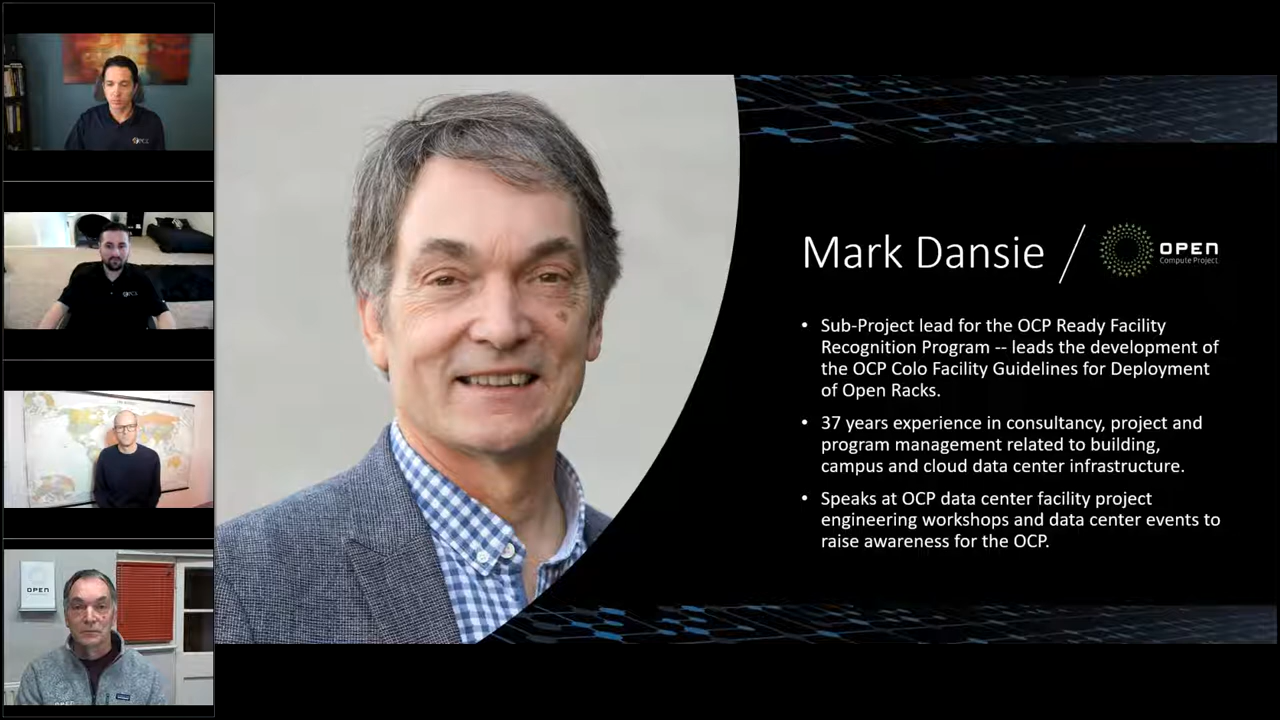 OPEN
Mark Dansie / OPEN
Compute Project
• Sub-Project lead for the OCP Ready Facility
Recognition Program -- leads the development of
the OCP Colo Facility Guidelines for Deployment
of Open Racks.
• 37 years experience in consultancy, project and
program management related to building,
campus and cloud data center infrastructure.
• Speaks at OCP data center facility project
engineering workshops and data center events to
raise awareness for the OCP.